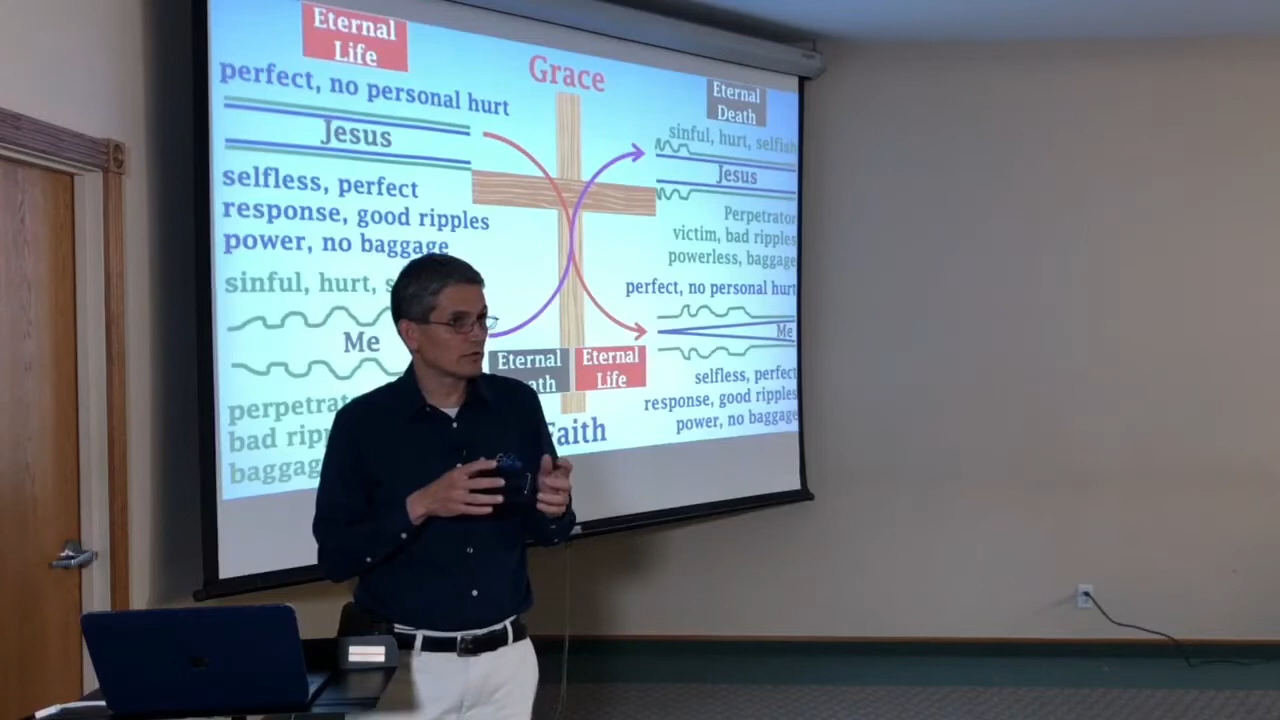 Eternal
Life
perfect, no personal hurt
Jesus
selfless, perfect
response, good ripples
power, no baggage
sinful, hurt,
Me
bad
Grace
Eternal
Eternal
Life
Faith
Eternal
Death
sinful, hurt, selfish
Jesus
Perpetrator
victim, bad ripples
powerless, baggage
perfect, no personal hurt
Me
selfless, perfect
response, good ripples
power, no baggage